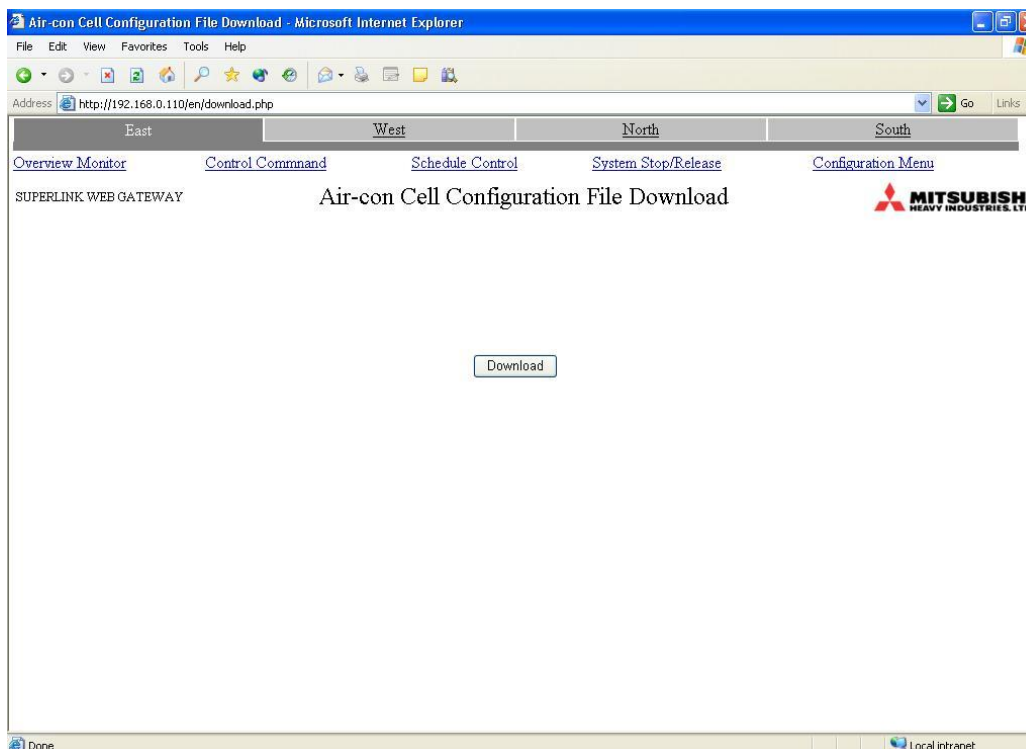 Air-con Cell Configuration File Download - Microsoft Internet Explorer
File Edit View Favorites Tools Help
Address http://192.168.0.110/en/download.php Go Links
East West North South
Overview Monitor Control Commnand Schedule Control System Stop/Release Configuration Menu
SUPERLINK WEB GATEWAY Air-con Cell Configuration File Download MITSUBISH
HEAVY INDUSTRIES. LT
Download
Done Local intranet